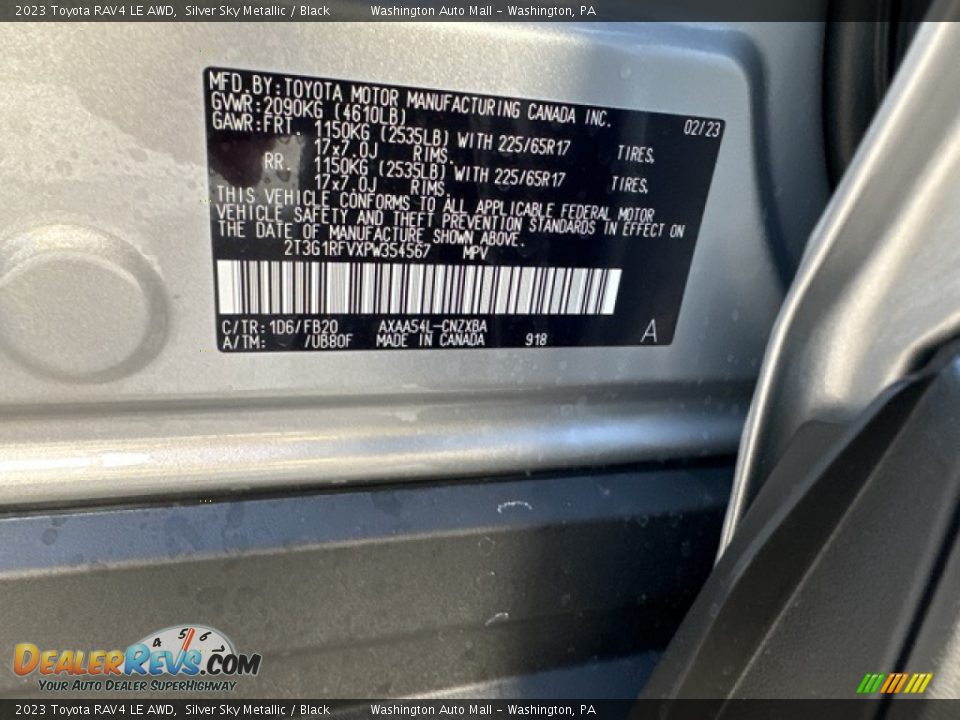 2023 Toyota RAV4 LE AWD, Silver Sky Metallic / Black Washington Auto Mall - Washington, PA
MFD. BY: TOYOTA MOTOR MANUFACTURING CANADA INC.
GVWR: 2090KG (4610LB) 02/23
GAWR: FRT. 1150KG (2535LB) WITH 225/65R17 TIRES,
17x7.0J RIMS.
RR. 1150KG (2535LB) WITH 225/65R17 TIRES,
17x7.0J RIMS.
THIS VEHICLE CONFORMS TO ALL APPLICABLE FEDERAL MOTOR
VEHICLE SAFETY AND THEFT PREVENTION STANDARDS IN EFFECT ON
THE DATE OF MANUFACTURE SHOWN ABOVE.
2T3G1RFVXPW354567 MPV
C/TR: 1D6/FB20 AXAA54L-CNZXBA
A/TM: /UB80F MADE IN CANADA 918 A
4 5 6
DEALERREVS.COM
YOUR AUTO DEALER SUPERHIGHWAY
2023 Toyota RAV4 LE AWD, Silver Sky Metallic / Black Washington Auto Mall - Washington, PA